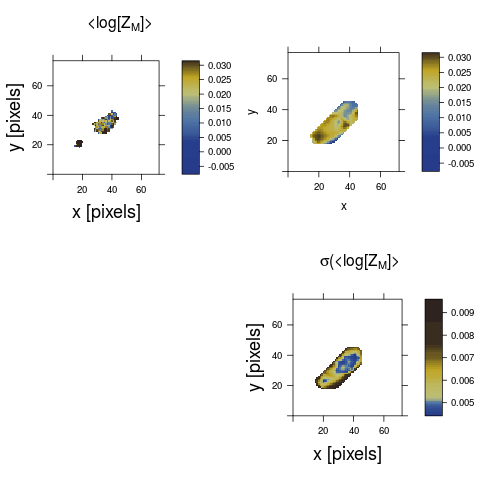 <log[Z_M]>
60
40
20
20 40 60
x [pixels]
y [pixels]
0.030
0.025
0.020
0.015
0.010
0.005
0.000
-0.005
60
40
20
20 40 60
x
y
0.030
0.025
0.020
0.015
0.010
0.005
0.000
-0.005
σ(<log[Z_M]>
60
40
20
20 40 60
x [pixels]
y [pixels]
0.009
0.008
0.007
0.006
0.005